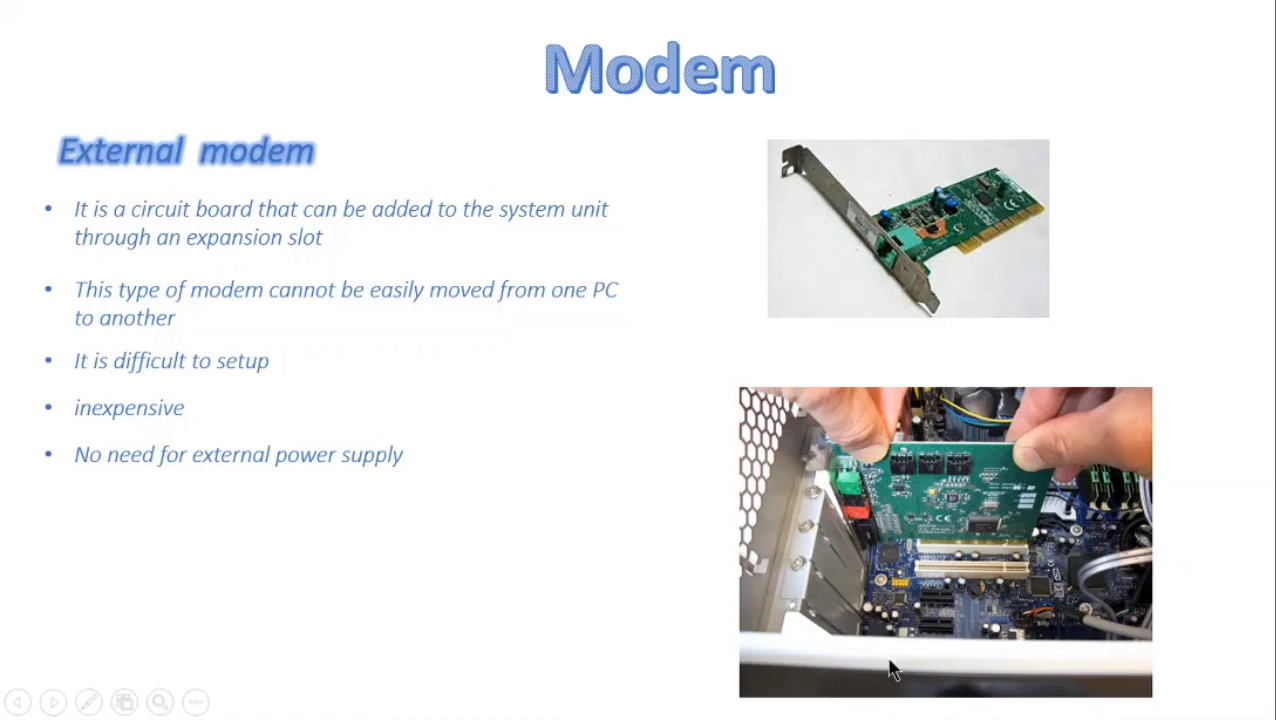 Modem
External modem
• It is a circuit board that can be added to the system unit
through an expansion slot
• This type of modem cannot be easily moved from one PC
to another
• It is difficult to setup
• inexpensive
• No need for external power supply